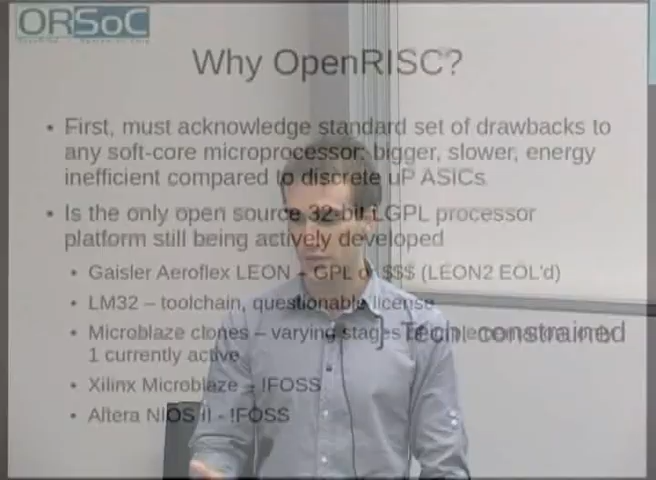 ORSoC
Why OpenRISC?
• First, must acknowledge standard set of drawbacks to
any soft-core microprocessor: bigger, slower, energy
inefficient compared to discrete uP ASICs
• Is the only open source 32-bit LGPL processor
platform still being actively developed
• Gaisler Aeroflex LEON - GPL or $$$ (LEON2 EOL'd)
• LM32 – toolchain, questionable license
• Microblaze clones – varying stages
Tech. constrained
1 currently active
• Xilinx Microblaze - !FOSS
• Altera NIOS II - !FOSS